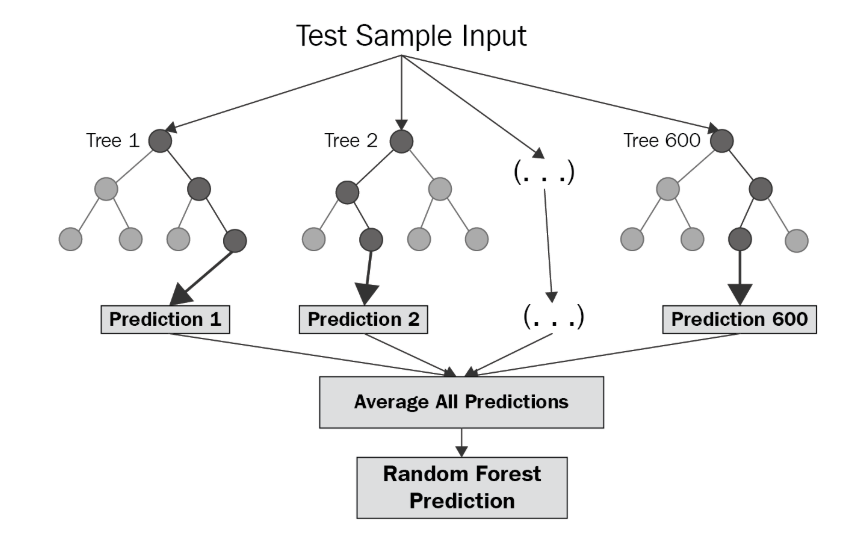 Test Sample Input
Tree 1
Tree 2
Tree 600
(. . .)
Prediction 1
Prediction 2
(. . .)
Prediction 600
Average All Predictions
Random Forest
Prediction